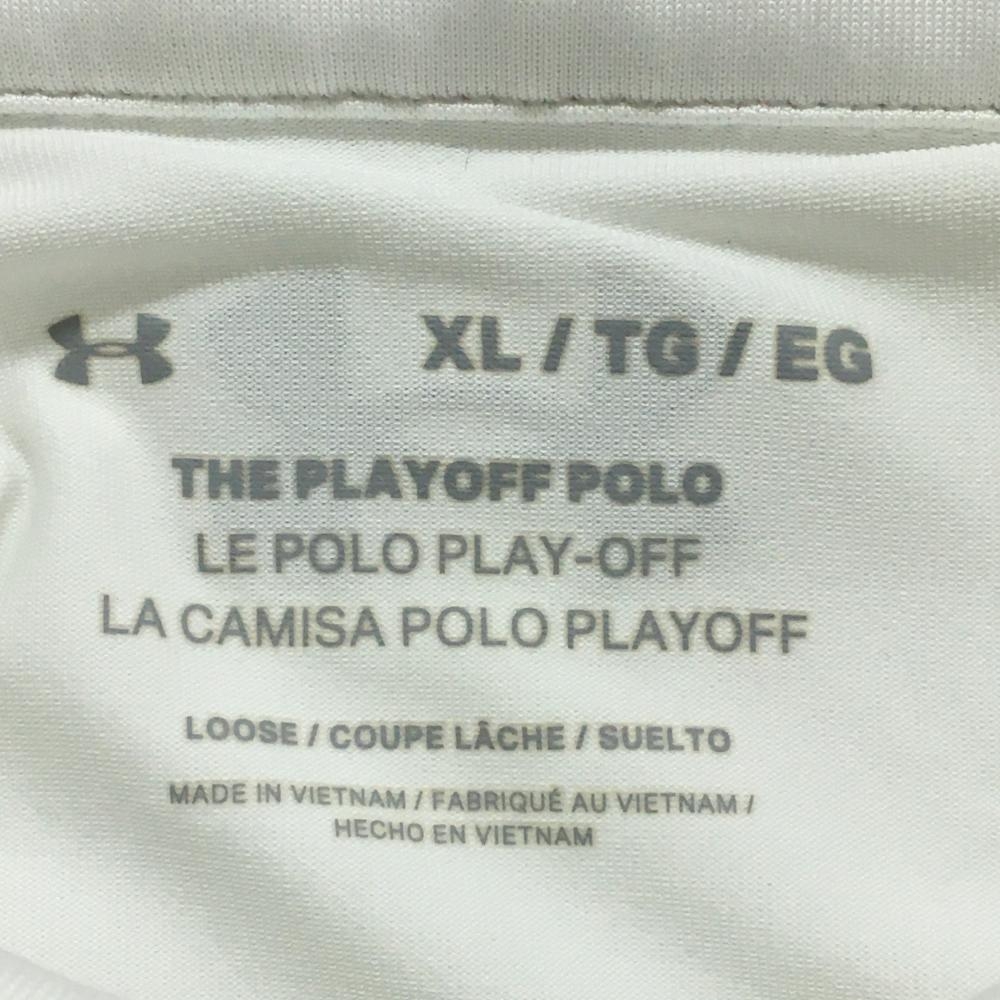 XL / TG / EG
THE PLAYOFF POLO
LE POLO PLAY-OFF
LA CAMISA POLO PLAYOFF
LOOSE / COUPE LÂCHE / SUELTO
MADE IN VIETNAM / FABRIQUÉ AU VIETNAM /
HECHO EN VIETNAM